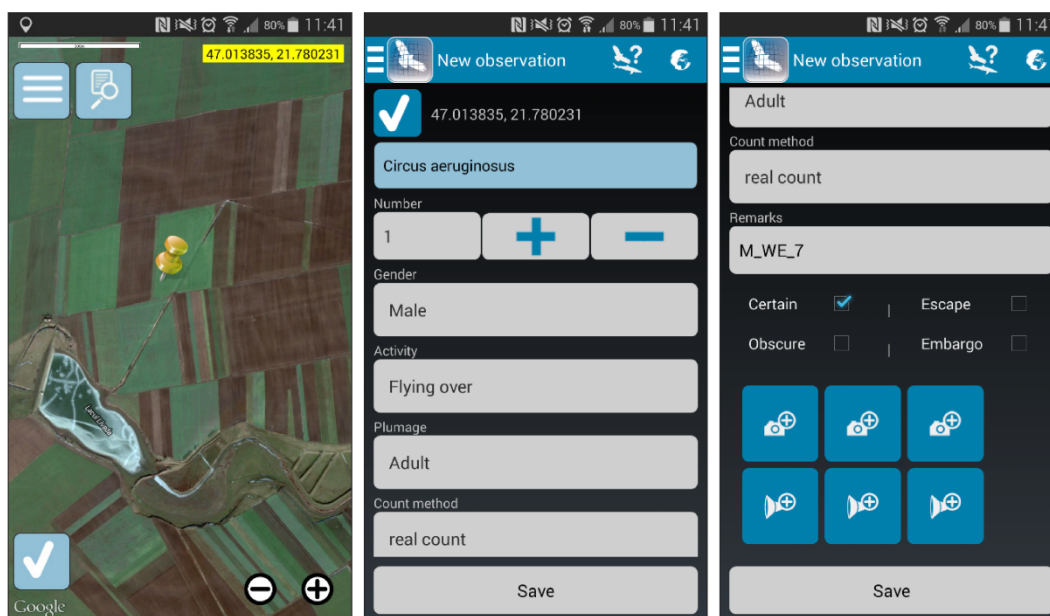 80% 11:41
47.013835, 21.780231
Google
80% 11:41
New observation
47.013835, 21.780231
Circus aeruginosus
Number
1
Gender
Male
Activity
Flying over
Plumage
Adult
Count method
real count
Save
80% 11:41
New observation
Adult
Count method
real count
Remarks
M_WE_7
Certain | Escape
Obscure | Embargo
Save